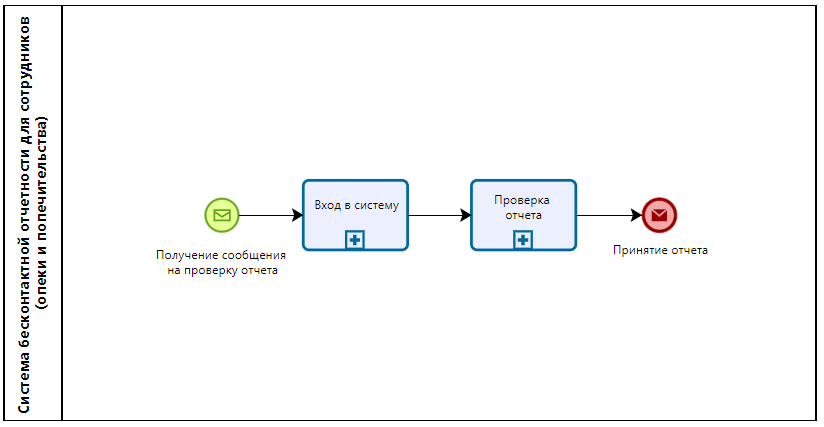 Система бесконтактной отчетности для сотрудников
(опеки и попечительства)
Получение сообщения
на проверку отчета
Вход в систему
Проверка
отчета
Принятие отчета